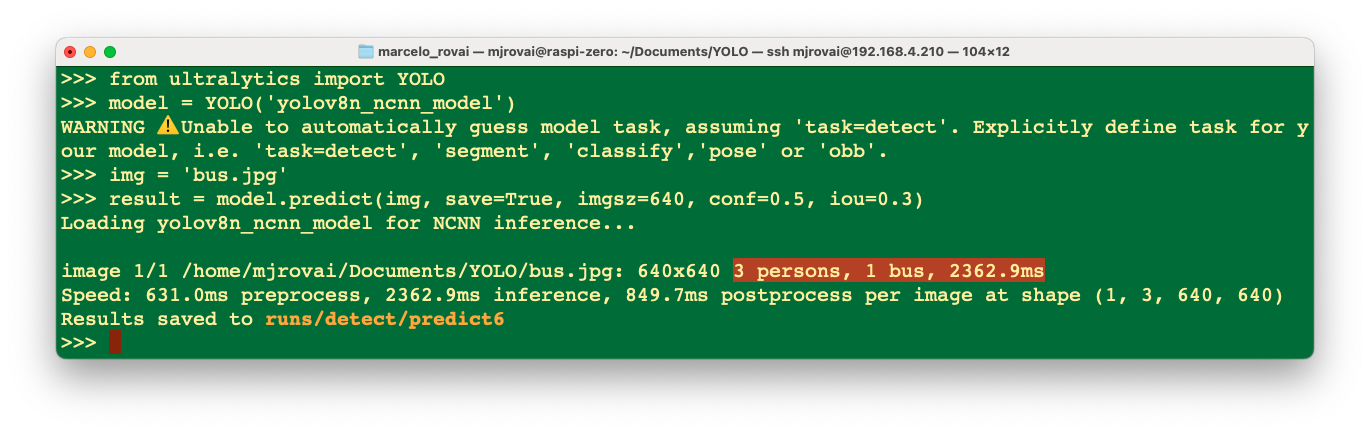 marcelo_rovai — mjrovai@raspi-zero: ~/Documents/YOLO — ssh mjrovai@192.168.4.210 — 104×12
>>> from ultralytics import YOLO
>>> model = YOLO('yolov8n_ncnn_model')
WARNING ⚠️Unable to automatically guess model task, assuming 'task=detect'. Explicitly define task for y
our model, i.e. 'task=detect', 'segment', 'classify','pose' or 'obb'.
>>> img = 'bus.jpg'
>>> result = model.predict(img, save=True, imgsz=640, conf=0.5, iou=0.3)
Loading yolov8n_ncnn_model for NCNN inference...
image 1/1 /home/mjrovai/Documents/YOLO/bus.jpg: 640x640 3 persons, 1 bus, 2362.9ms
Speed: 631.0ms preprocess, 2362.9ms inference, 849.7ms postprocess per image at shape (1, 3, 640, 640)
Results saved to runs/detect/predict6
>>>